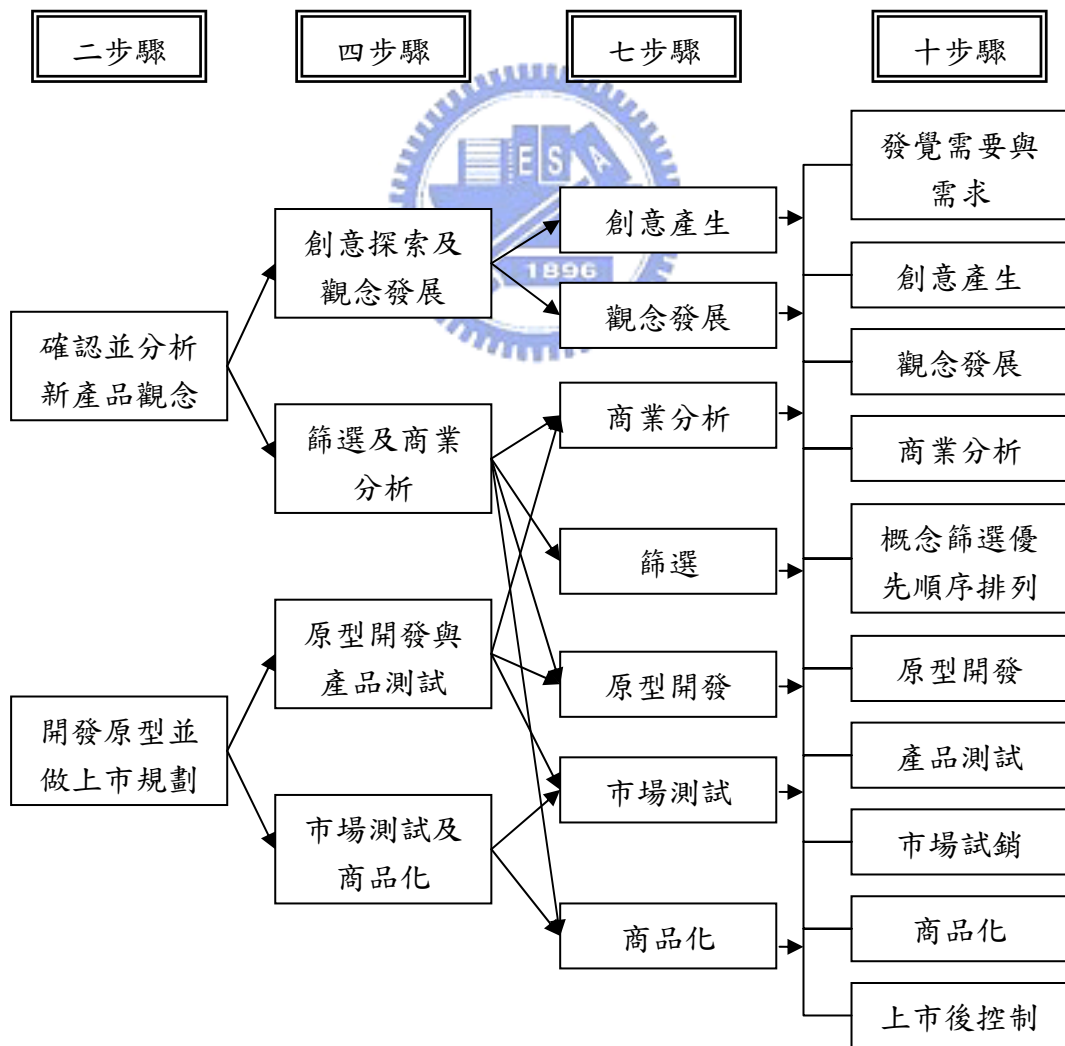 二步驟
四步驟
七步驟
十步驟
確認並分析
新產品觀念
開發原型並
做上市規劃
創意探索及
觀念發展
篩選及商業
分析
原型開發與
產品測試
市場測試及
商品化
創意產生
觀念發展
商業分析
篩選
原型開發
市場測試
商品化
發覺需要與
需求
創意產生
觀念發展
商業分析
概念篩選優
先順序排列
原型開發
產品測試
市場試銷
商品化
上市後控制
ESA
1896